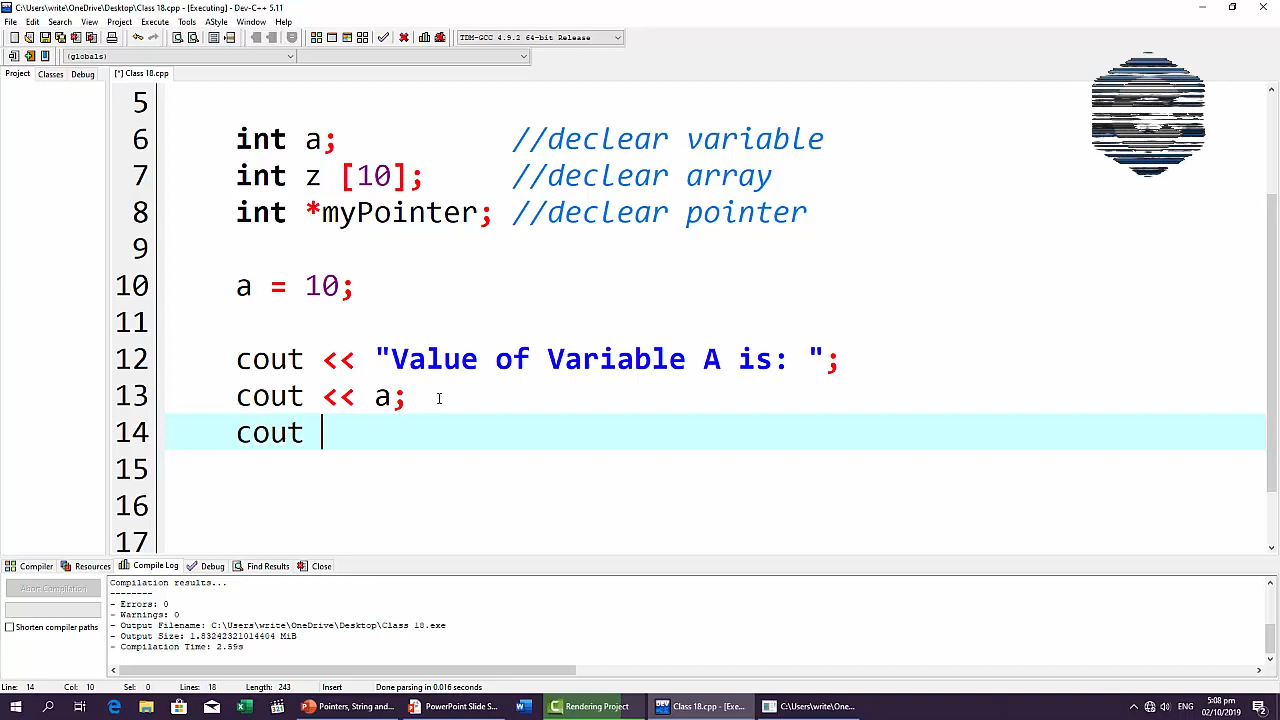 C:\Users\write\OneDrive\Desktop\Class 18.cpp - [Executing] - Dev-C++ 5.11
File Edit Search View Project Execute Tools AStyle Window Help
TDM-GCC 4.9.2 64-bit Release
(globals)
Project Classes Debug [*] Class 18.cpp
5
6 int a; //declear variable
7 int z [10]; //declear array
8 int *myPointer; //declear pointer
9
10 a = 10;
11
12 cout << "Value of Variable A is: ";
13 cout << a;
14 cout
15
16
17
Compiler Resources Compile Log Debug Find Results Close
Abort Compilation
Shorten compiler paths
Compilation results...
--------
- Errors: 0
- Warnings: 0
- Output Filename: C:\Users\write\OneDrive\Desktop\Class 18.exe
- Output Size: 1.83242321014404 MiB
- Compilation Time: 2.59s
Line: 14 Col: 10 Sel: 0 Lines: 18 Length: 243 Insert Done parsing in 0.016 seconds
Pointers, String and... PowerPoint Slide S... Rendering Project Class 18.cpp - [Exe... C:\Users\write\One... ENG 5:08 pm
02/10/2019 2